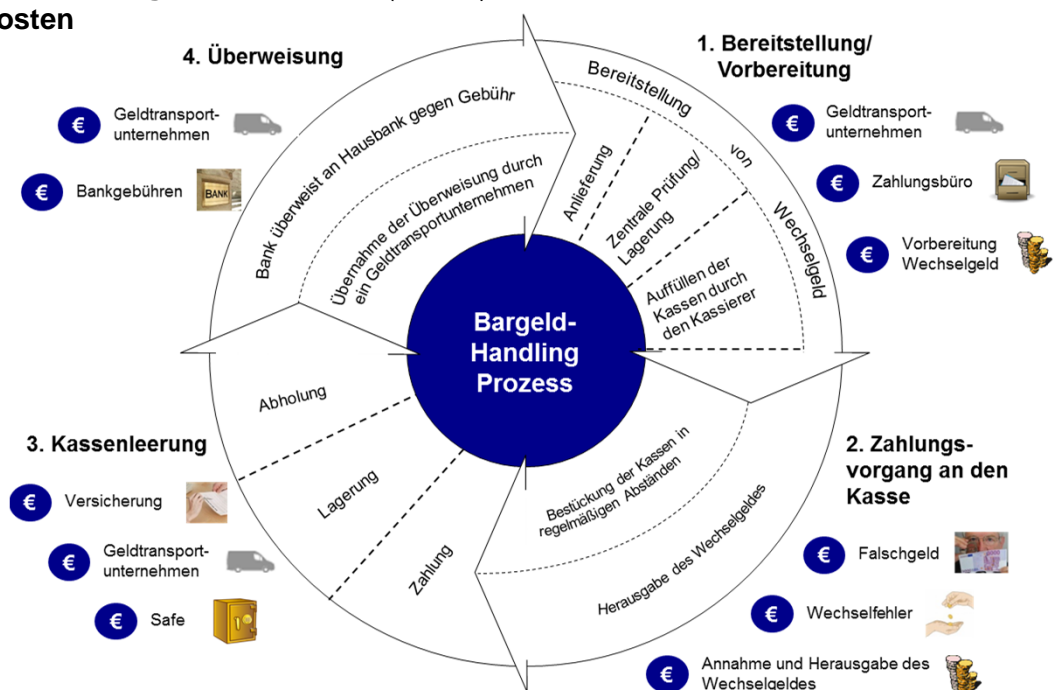 osten
4. Überweisung
€
Geldtransport-
unternehmen
€
Bankgebühren
BANK
1. Bereitstellung/
Vorbereitung
€
Geldtransport-
unternehmen
€
Zahlungsbüro
€
Vorbereitung
Wechselgeld
Bank überweist an Hausbank gegen Gebühr
Übernahme der Überweisung durch
ein Geldtransportunternehmen
Bereitstellung von Wechselgeld
Anlieferung
Zentrale Prüfung/
Lagerung
Auffüllen der
Kassen durch
den Kassierer
Bargeld-
Handling
Prozess
Abholung
Lagerung
Zahlung
Bestückung der Kassen in
regelmäßigen Abständen
Herausgabe des Wechselgeldes
3. Kassenleerung
€
Versicherung
€
Geldtransport-
unternehmen
€
Safe
2. Zahlungs-
vorgang an den
Kasse
€
Falschgeld
€
Wechselfehler
€
Annahme und Herausgabe des
Wechselgeldes